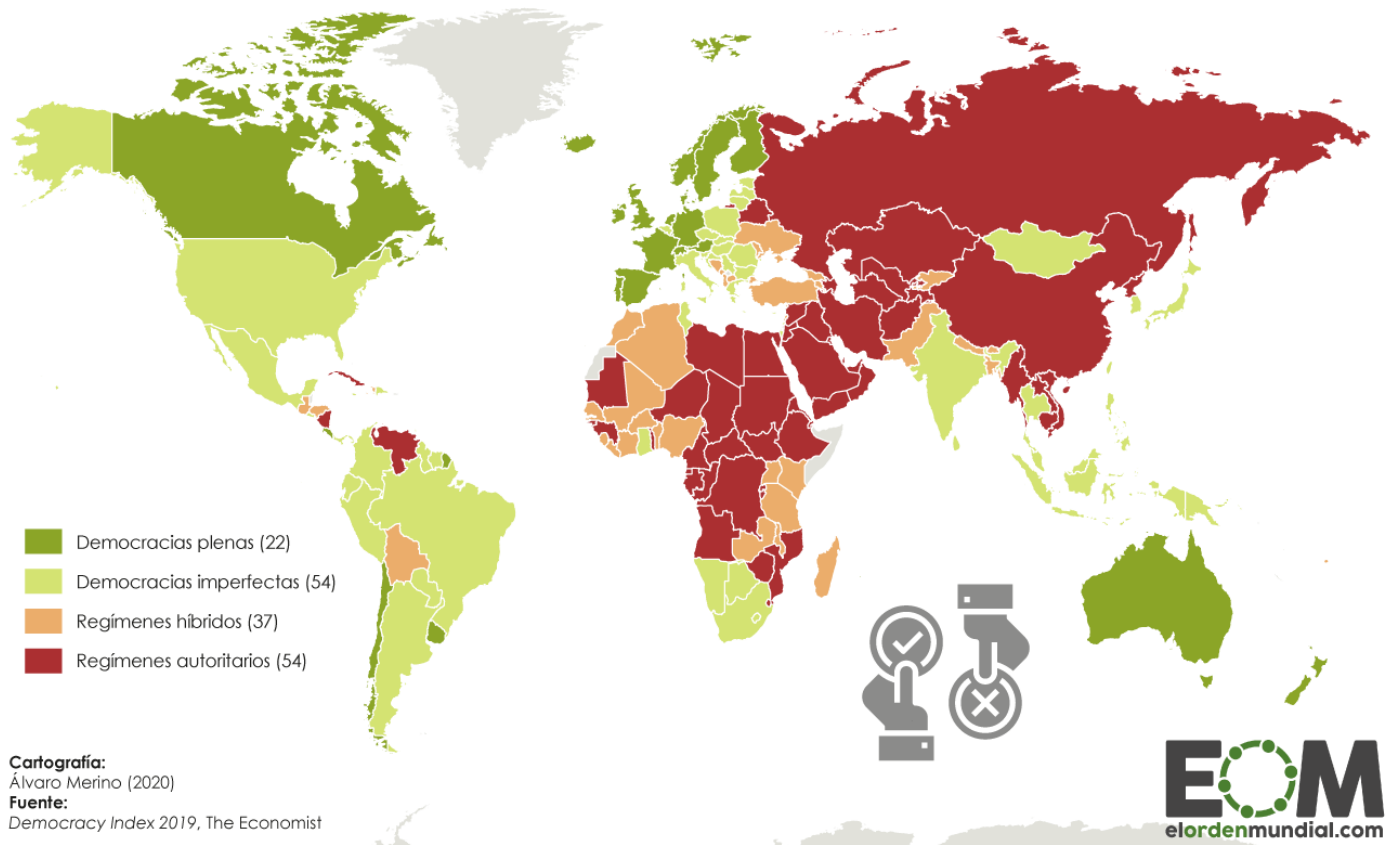 Democracias plenas (22)
Democracias imperfectas (54)
Regímenes híbridos (37)
Regímenes autoritarios (54)
Cartografía:
Álvaro Merino (2020)
Fuente:
Democracy Index 2019, The Economist
EOM
elordenmundial.com